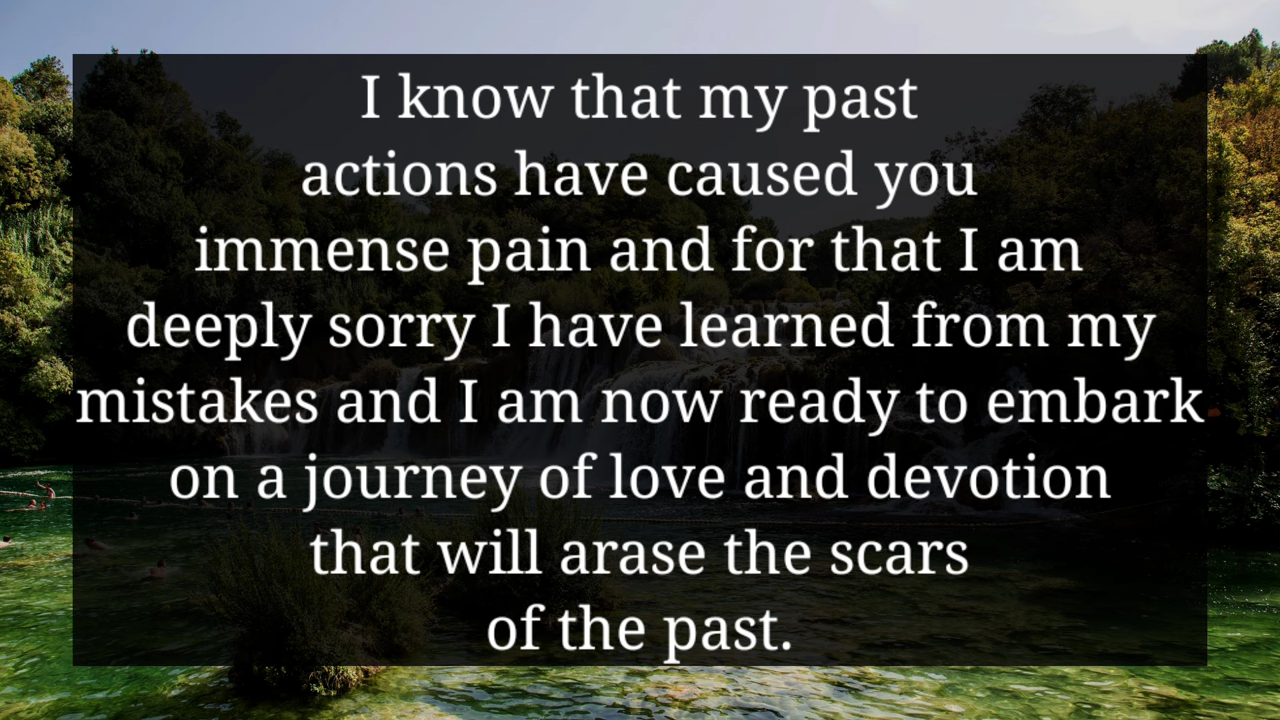 I know that my past
actions have caused you
immense pain and for that I am
deeply sorry I have learned from my
mistakes and I am now ready to embark
on a journey of love and devotion
that will arase the scars
of the past.